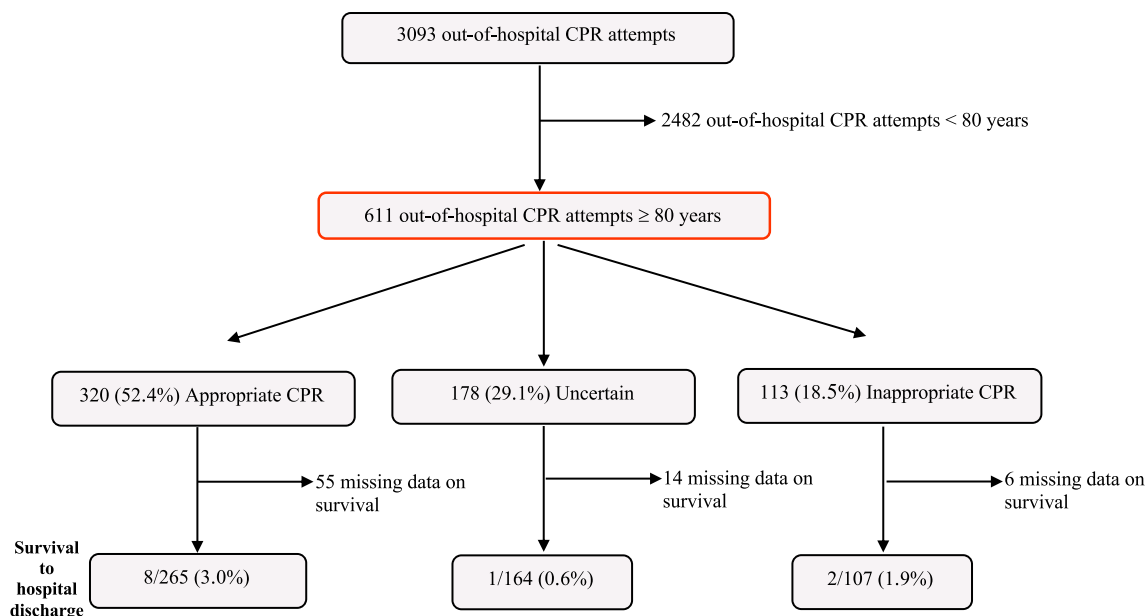 3093 out-of-hospital CPR attempts
2482 out-of-hospital CPR attempts < 80 years
611 out-of-hospital CPR attempts ≥ 80 years
320 (52.4%) Appropriate CPR
178 (29.1%) Uncertain
113 (18.5%) Inappropriate CPR
55 missing data on
survival
14 missing data on
survival
6 missing data on
survival
Survival
to
hospital
discharge
8/265 (3.0%)
1/164 (0.6%)
2/107 (1.9%)